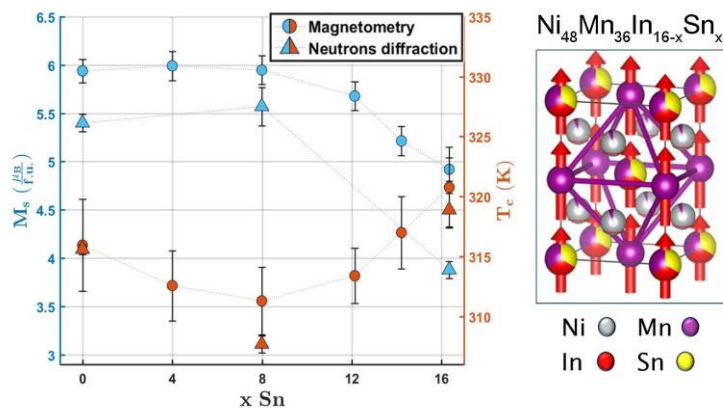 Magnetometry
Neutrons diffraction
Ni48Mn36In16-xSnx
6.5
6
5.5
5
4.5
4
3.5
3
Ms (μB/f.u.)
335
330
325
320
315
310
Tc (K)
0
4
8
12
16
x Sn
Ni
Mn
In
Sn